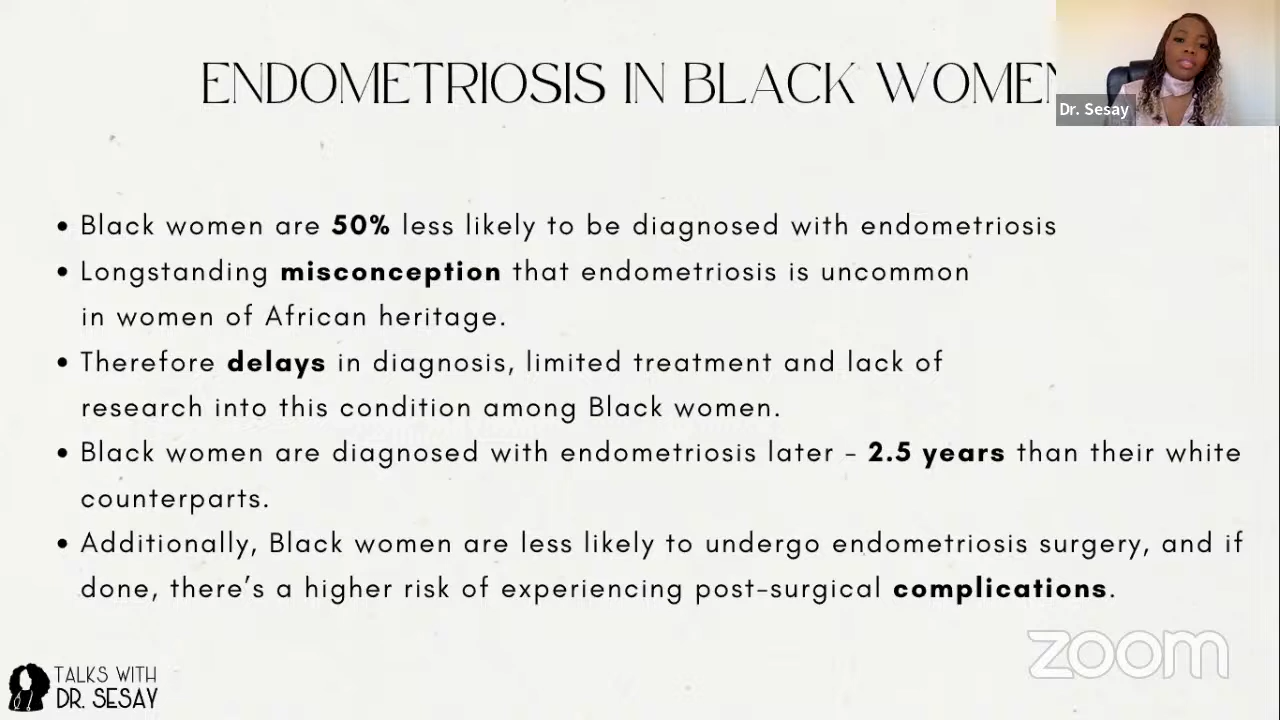 ENDOMETRIOSIS IN BLACK WOMEN
Dr. Sesay
• Black women are 50% less likely to be diagnosed with endometriosis
• Longstanding misconception that endometriosis is uncommon
in women of African heritage.
• Therefore delays in diagnosis, limited treatment and lack of
research into this condition among Black women.
• Black women are diagnosed with endometriosis later - 2.5 years than their white
counterparts.
• Additionally, Black women are less likely to undergo endometriosis surgery, and if
done, there’s a higher risk of experiencing post-surgical complications.
zoom
TALKS WITH
DR. SESAY